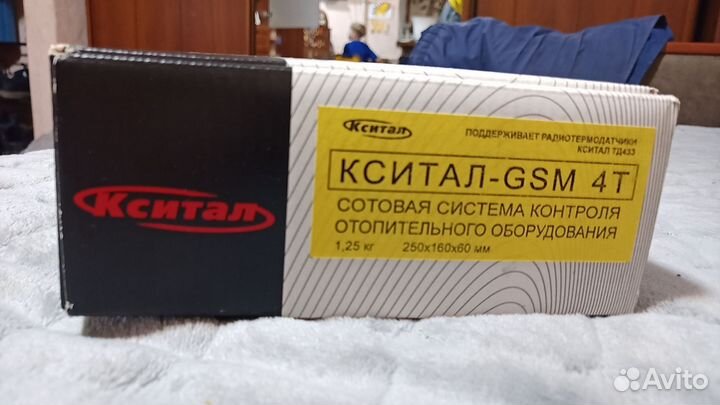 Кситал
Кситал
ПОДДЕРЖИВАЕТ РАДИОТЕРМОДАТЧИКИ
КСИТАЛ ТД433
КСИТАЛ-GSM 4T
СОТОВАЯ СИСТЕМА КОНТРОЛЯ
ОТОПИТЕЛЬНОГО ОБОРУДОВАНИЯ
1,25 кг 250x160x60 мм
Avito